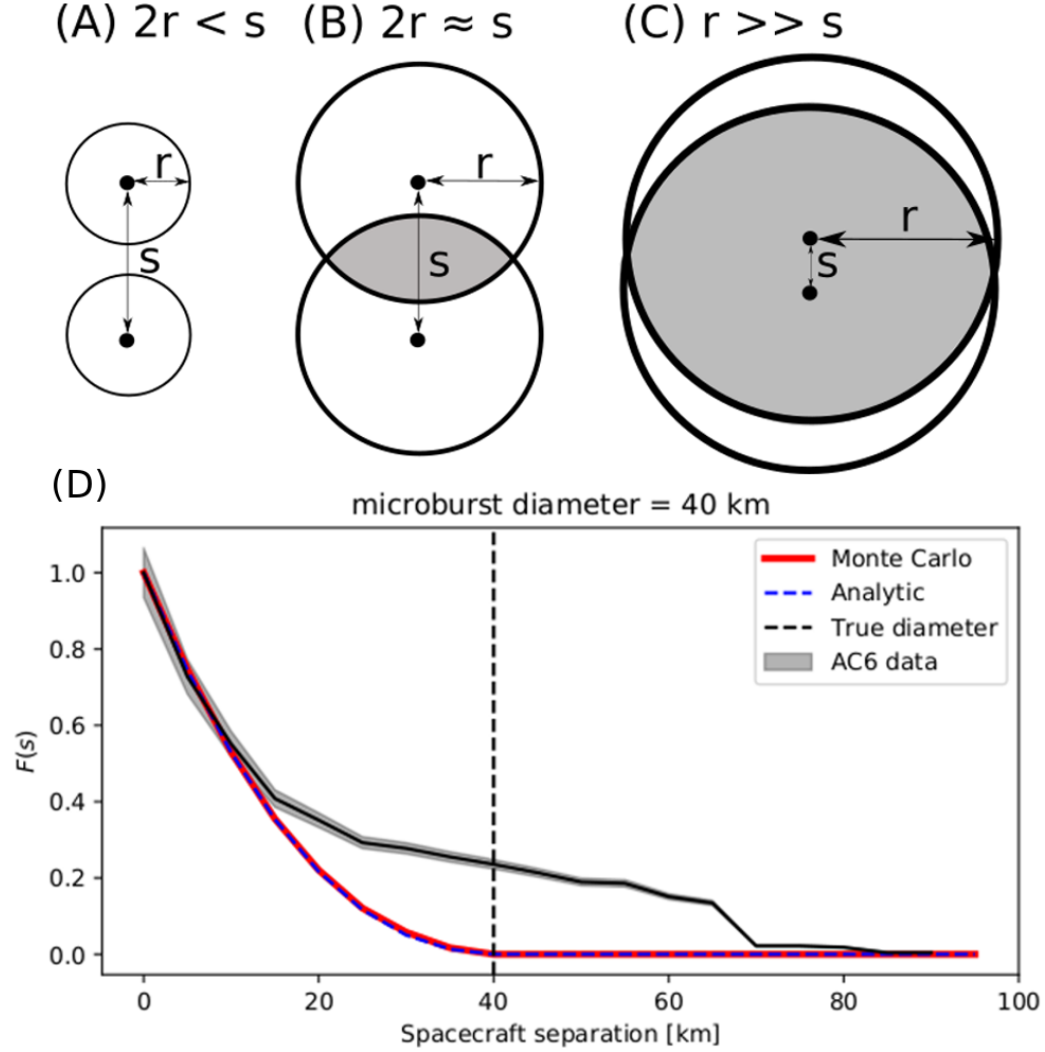 (A) 2r < s (B) 2r ≈ s (C) r >> s
r
s
r
s
r
s
(D)
microburst diameter = 40 km
Monte Carlo
Analytic
True diameter
AC6 data
F(s)
1.0
0.8
0.6
0.4
0.2
0.0
0 20 40 60 80 100
Spacecraft separation [km]